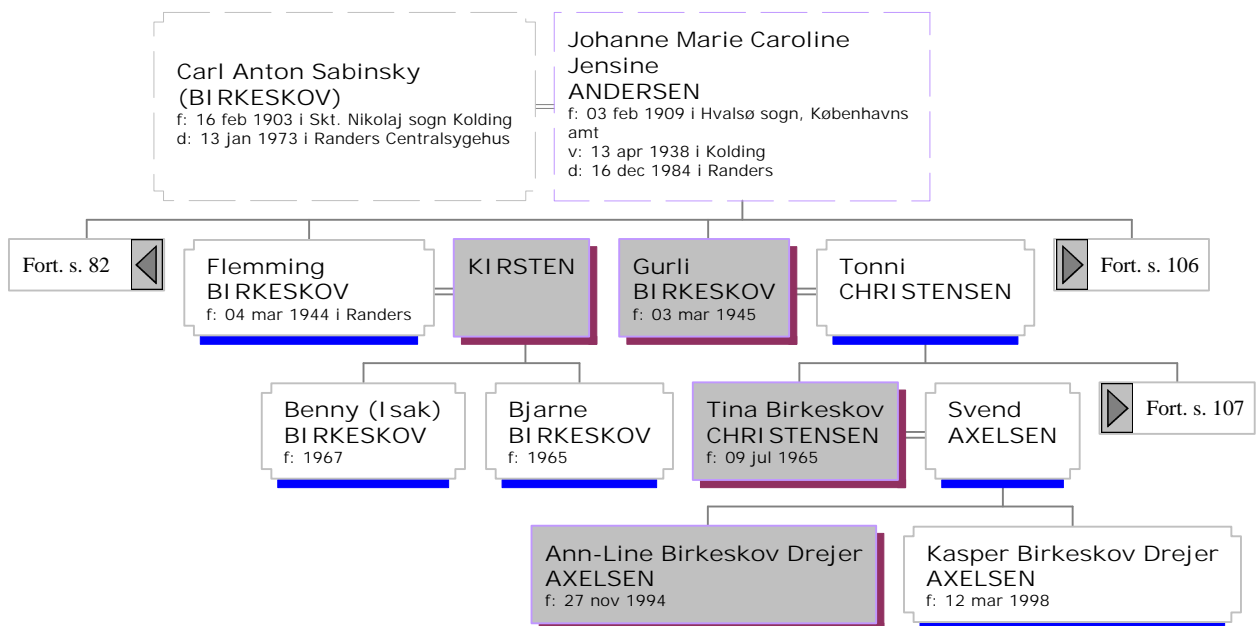 Carl Anton Sabinsky
(BIRKESKOV)
f: 16 feb 1903 i Skt. Nikolaj sogn Kolding
d: 13 jan 1973 i Randers Centralsygehus
Johanne Marie Caroline
Jensine
ANDERSEN
f: 03 feb 1909 i Hvalsø sogn, Københavns
amt
v: 13 apr 1938 i Kolding
d: 16 dec 1984 i Randers
Fort. s. 82
Flemming
BIRKESKOV
f: 04 mar 1944 i Randers
KIRSTEN
Gurli
BIRKESKOV
f: 03 mar 1945
Tonni
CHRISTENSEN
Fort. s. 106
Benny (Isak)
BIRKESKOV
f: 1967
Bjarne
BIRKESKOV
f: 1965
Tina Birkeskov
CHRISTENSEN
f: 09 jul 1965
Svend
AXELSEN
Fort. s. 107
Ann-Line Birkeskov Drejer
AXELSEN
f: 27 nov 1994
Kasper Birkeskov Drejer
AXELSEN
f: 12 mar 1998